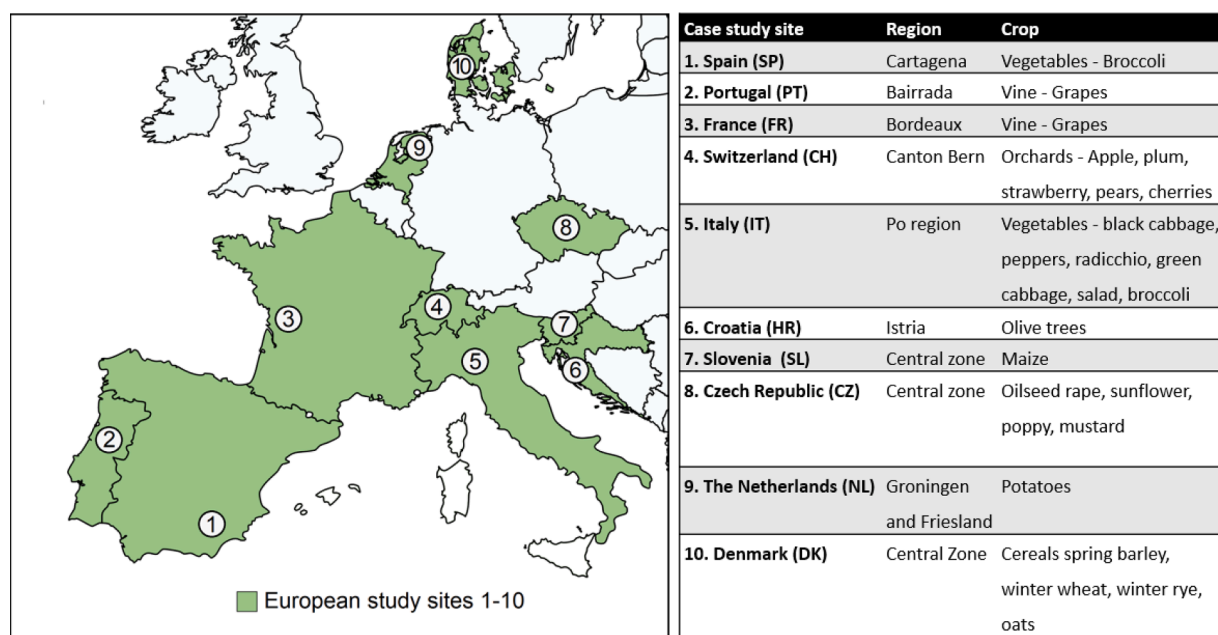 10
9
8
4
7
3
5
6
2
1
European study sites 1-10
Case study site Region Crop
1. Spain (SP) Cartagena Vegetables - Broccoli
2. Portugal (PT) Bairrada Vine - Grapes
3. France (FR) Bordeaux Vine - Grapes
4. Switzerland (CH) Canton Bern Orchards - Apple, plum,
strawberry, pears, cherries
5. Italy (IT) Po region Vegetables - black cabbage,
peppers, radicchio, green
cabbage, salad, broccoli
6. Croatia (HR) Istria Olive trees
7. Slovenia (SL) Central zone Maize
8. Czech Republic (CZ) Central zone Oilseed rape, sunflower,
poppy, mustard
9. The Netherlands (NL) Groningen Potatoes
and Friesland
10. Denmark (DK) Central Zone Cereals spring barley,
winter wheat, winter rye,
oats